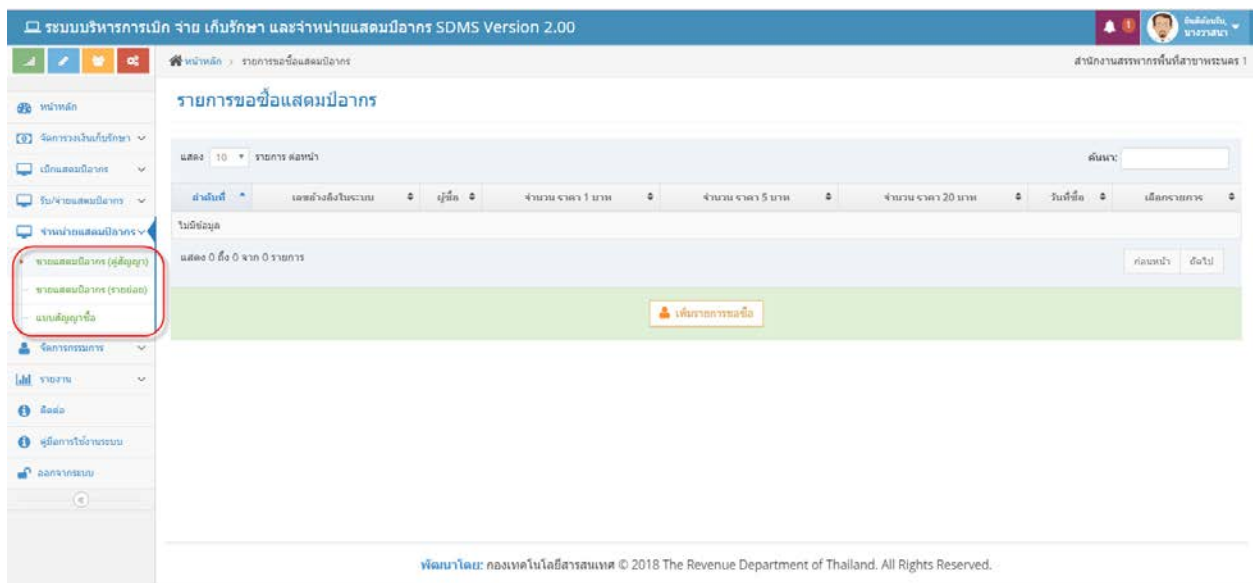 ระบบบริหารการเบิก จ่าย เก็บรักษา และจำหน่ายแสตมป์อากร SDMS Version 2.00
1
ยินดีต้อนรับ,
นางวาสนา
หน้าหลัก
รายการขอซื้อแสตมป์อากร
สำนักงานสรรพากรพื้นที่สาขาพระนคร 1
หน้าหลัก
จัดการวงเงินเก็บรักษา
เบิกแสตมป์อากร
รับ/จ่ายแสตมป์อากร
จำหน่ายแสตมป์อากร
ขายแสตมป์อากร (คู่สัญญา)
ขายแสตมป์อากร (รายย่อย)
แบบสัญญาซื้อ
จัดการกรรมการ
รายงาน
ติดต่อ
คู่มือการใช้งานระบบ
ออกจากระบบ
รายการขอซื้อแสตมป์อากร
แสดง 10 รายการ ต่อหน้า
ค้นหา:
ลำดับที่ เลขอ้างอิงในระบบ ผู้ซื้อ จำนวน ราคา 1 บาท จำนวน ราคา 5 บาท จำนวน ราคา 20 บาท วันที่ซื้อ เลือกรายการ
ไม่มีข้อมูล
แสดง 0 ถึง 0 จาก 0 รายการ
ก่อนหน้า ถัดไป
เพิ่มรายการขอซื้อ
พัฒนาโดย: กองเทคโนโลยีสารสนเทศ © 2018 The Revenue Department of Thailand. All Rights Reserved.